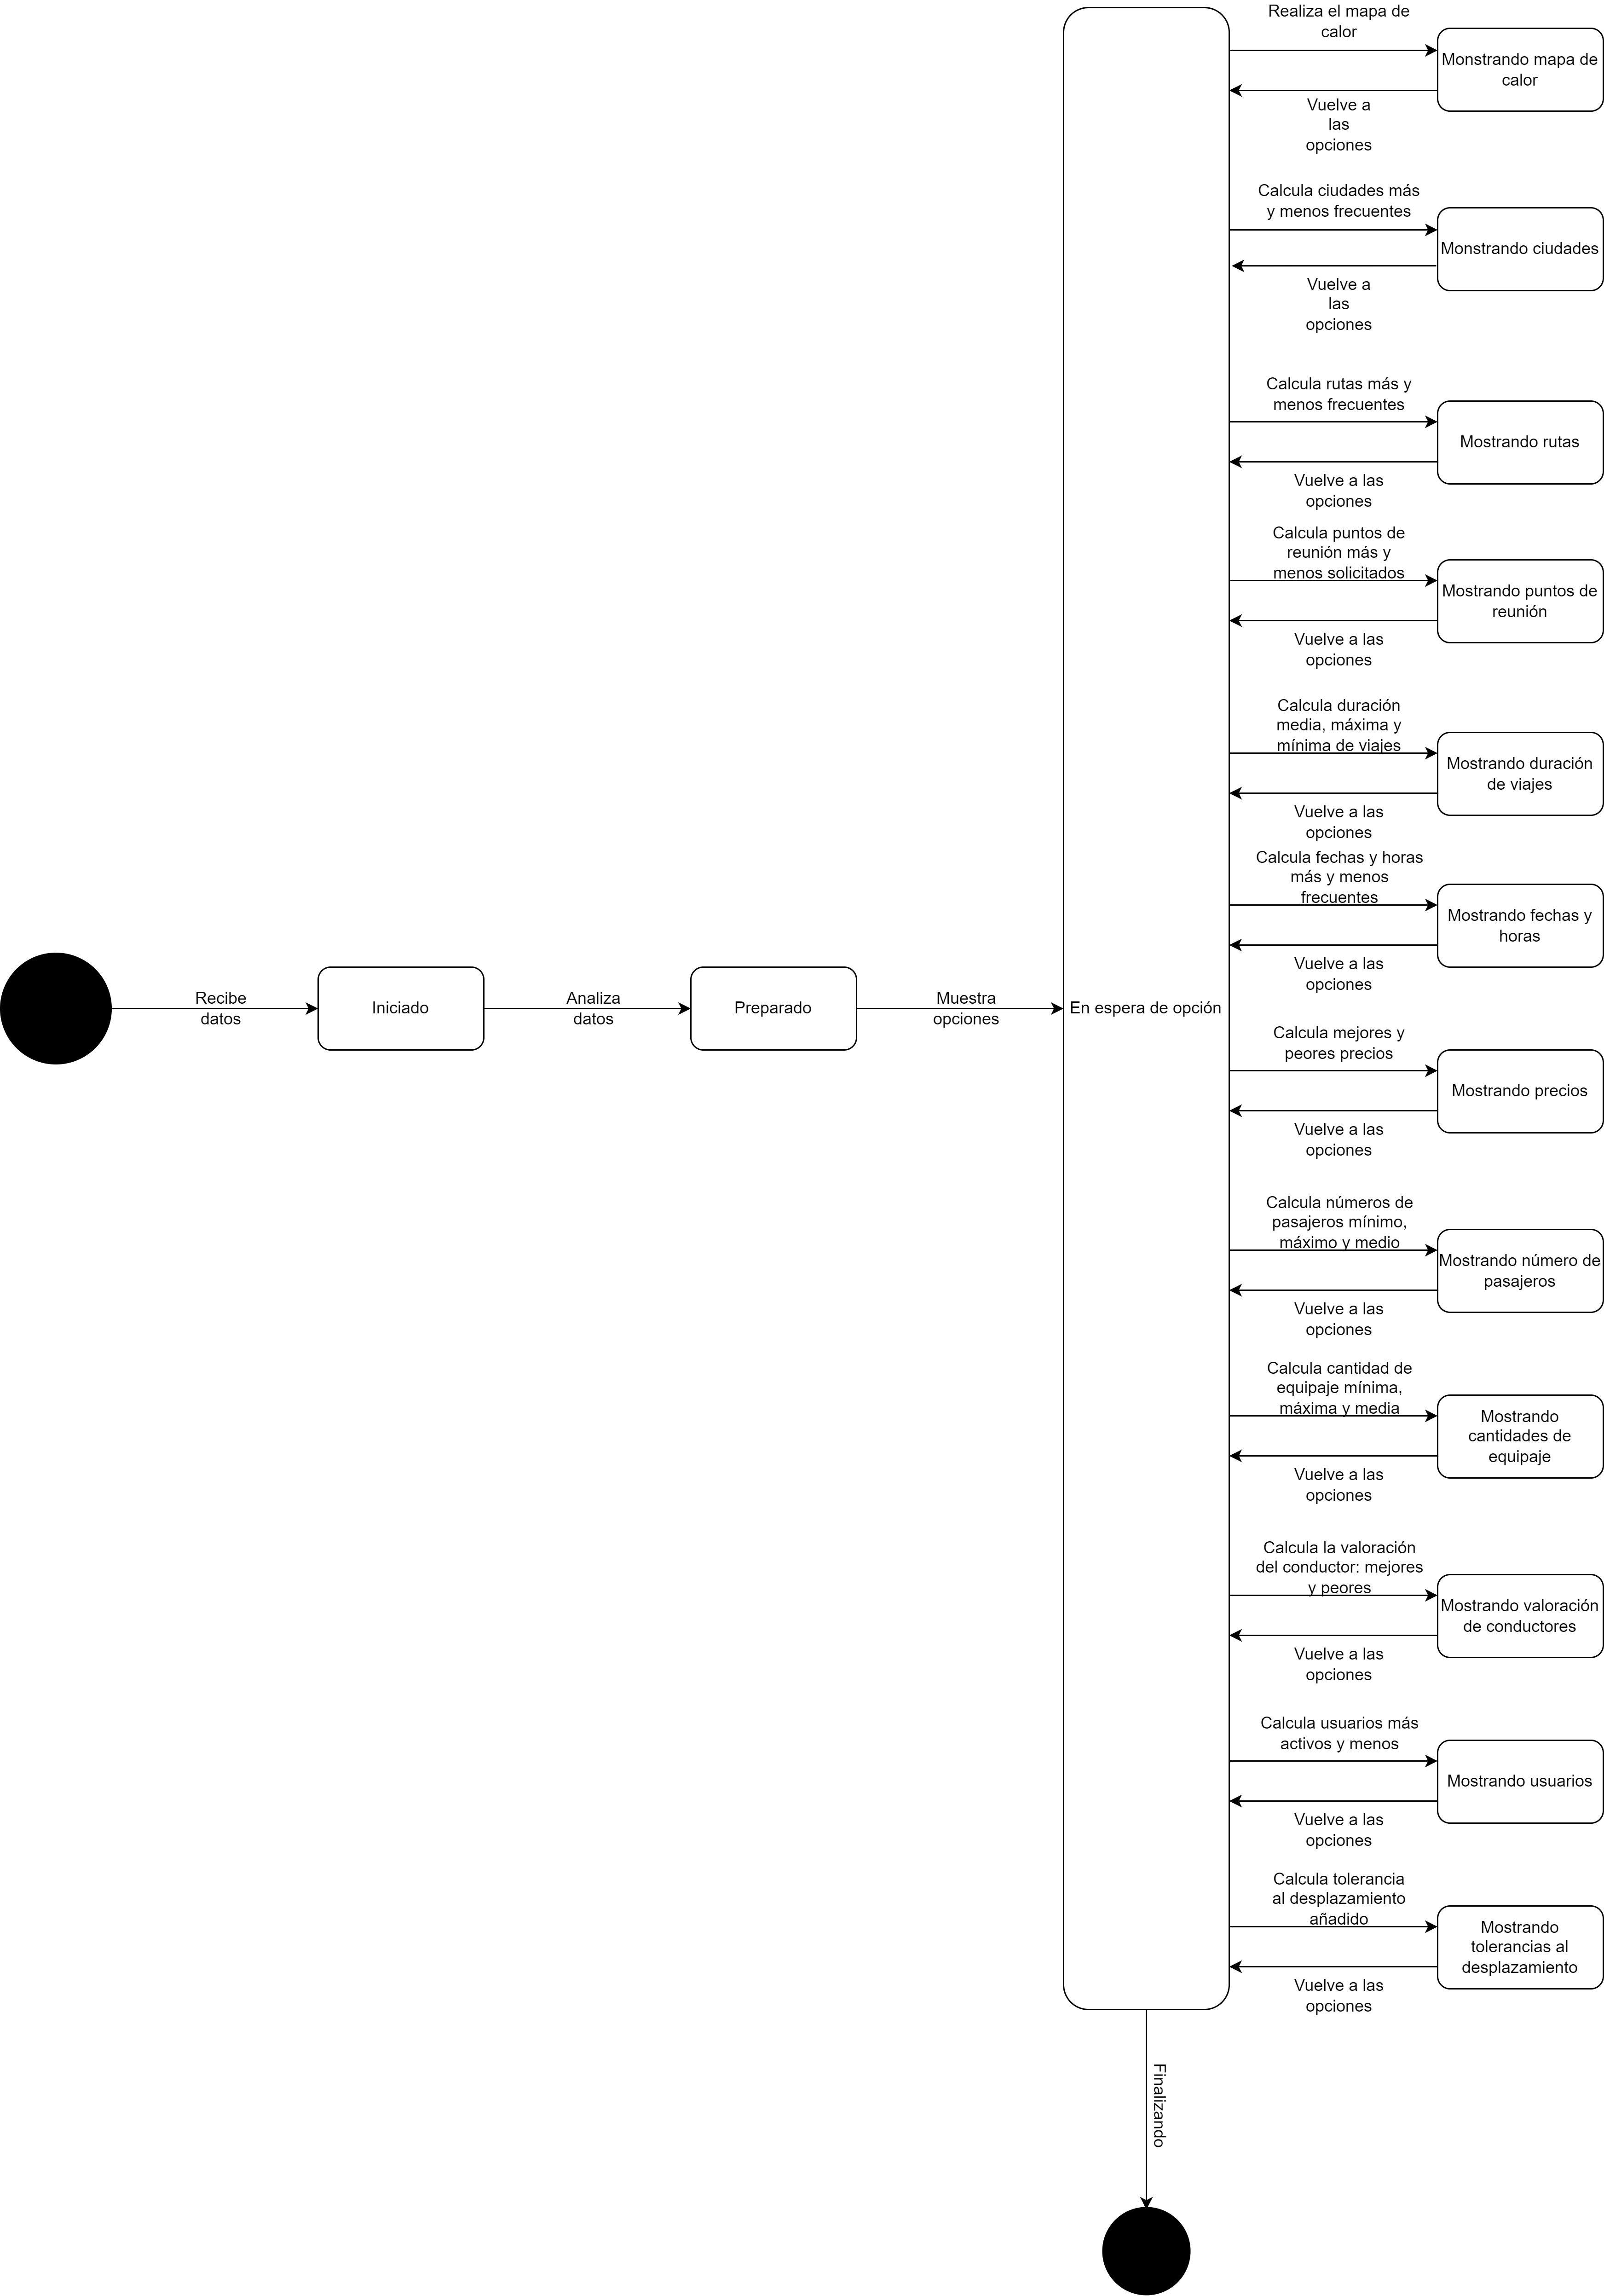 Realiza el mapa de
calor
Monstrando mapa de
calor
Vuelve a
las
opciones
Calcula ciudades más
y menos frecuentes
Monstrando ciudades
Vuelve a
las
opciones
Calcula rutas más y
menos frecuentes
Mostrando rutas
Vuelve a las
opciones
Calcula puntos de
reunión más y
menos solicitados
Mostrando puntos de
reunión
Vuelve a las
opciones
Calcula duración
media, máxima y
mínima de viajes
Mostrando duración
de viajes
Vuelve a las
opciones
Calcula fechas y horas
más y menos
frecuentes
Mostrando fechas y
horas
Vuelve a las
opciones
Recibe
datos
Iniciado
Analiza
datos
Preparado
Muestra
opciones
En espera de opción
Calcula mejores y
peores precios
Mostrando precios
Vuelve a las
opciones
Calcula números de
pasajeros mínimo,
máximo y medio
Mostrando número de
pasajeros
Vuelve a las
opciones
Calcula cantidad de
equipaje mínima,
máxima y media
Mostrando
cantidades de
equipaje
Vuelve a las
opciones
Calcula la valoración
del conductor: mejores
y peores
Mostrando valoración
de conductores
Vuelve a las
opciones
Calcula usuarios más
activos y menos
Mostrando usuarios
Vuelve a las
opciones
Calcula tolerancia
al desplazamiento
añadido
Mostrando
tolerancias al
desplazamiento
Vuelve a las
opciones
Finalizando